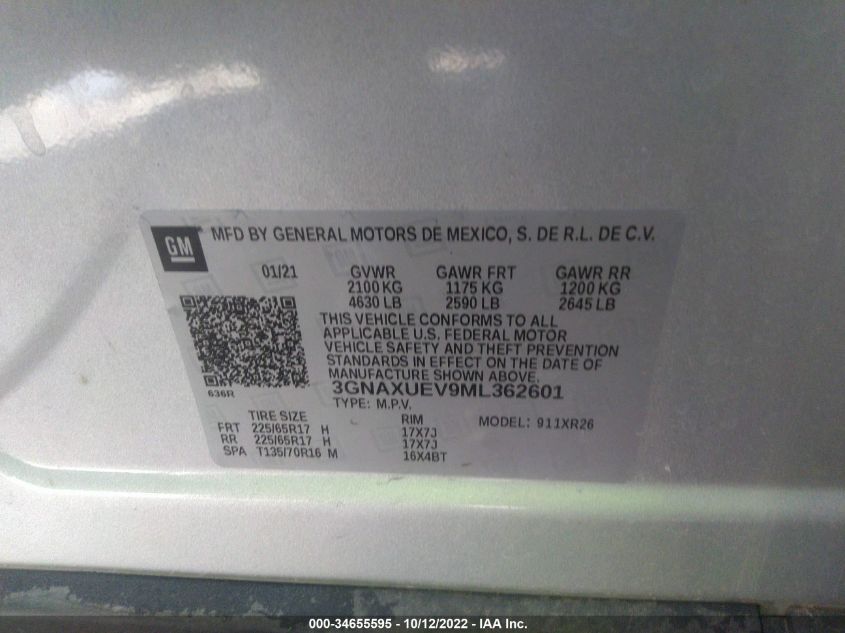 GM MFD BY GENERAL MOTORS DE MEXICO, S. DE R.L. DE C.V.
01/21 GVWR GAWR FRT GAWR RR
2100 KG 1175 KG 1200 KG
4630 LB 2590 LB 2645 LB
THIS VEHICLE CONFORMS TO ALL
APPLICABLE U.S. FEDERAL MOTOR
VEHICLE SAFETY AND THEFT PREVENTION
STANDARDS IN EFFECT ON THE DATE OF
MANUFACTURE SHOWN ABOVE.
636R 3GNAXUEV9ML362601
TYPE: M.P.V.
TIRE SIZE RIM MODEL: 911XR26
FRT 225/65R17 H 17X7J
RR 225/65R17 H 17X7J
SPA T135/70R16 M 16X4BT
000-34655595 - 10/12/2022 - IAA Inc.